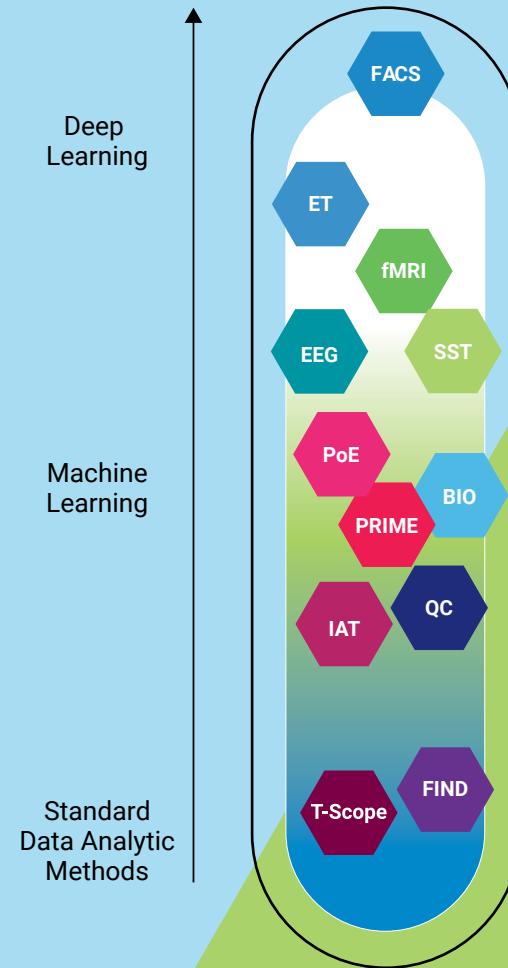 FACS
Deep
Learning
ET
fMRI
EEG
SST
PoE
Machine
Learning
BIO
PRIME
QC
IAT
FIND
Standard
Data Analytic
Methods
T-Scope